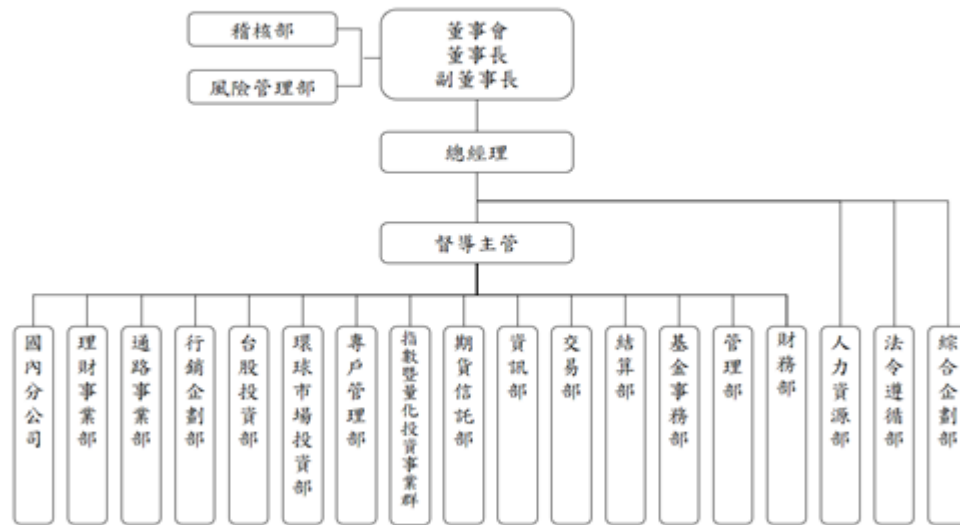 稽核部
風險管理部
董事會
董事長
副董事長
總經理
督導主管
國內分公司
理財事業部
通路事業部
行銷企劃部
台股投資部
環球市場投資部
專戶管理部
指數暨量化投資事業群
期貨信託部
資訊部
交易部
結算部
基金事務部
管理部
財務部
人力資源部
法令遵循部
綜合企劃部